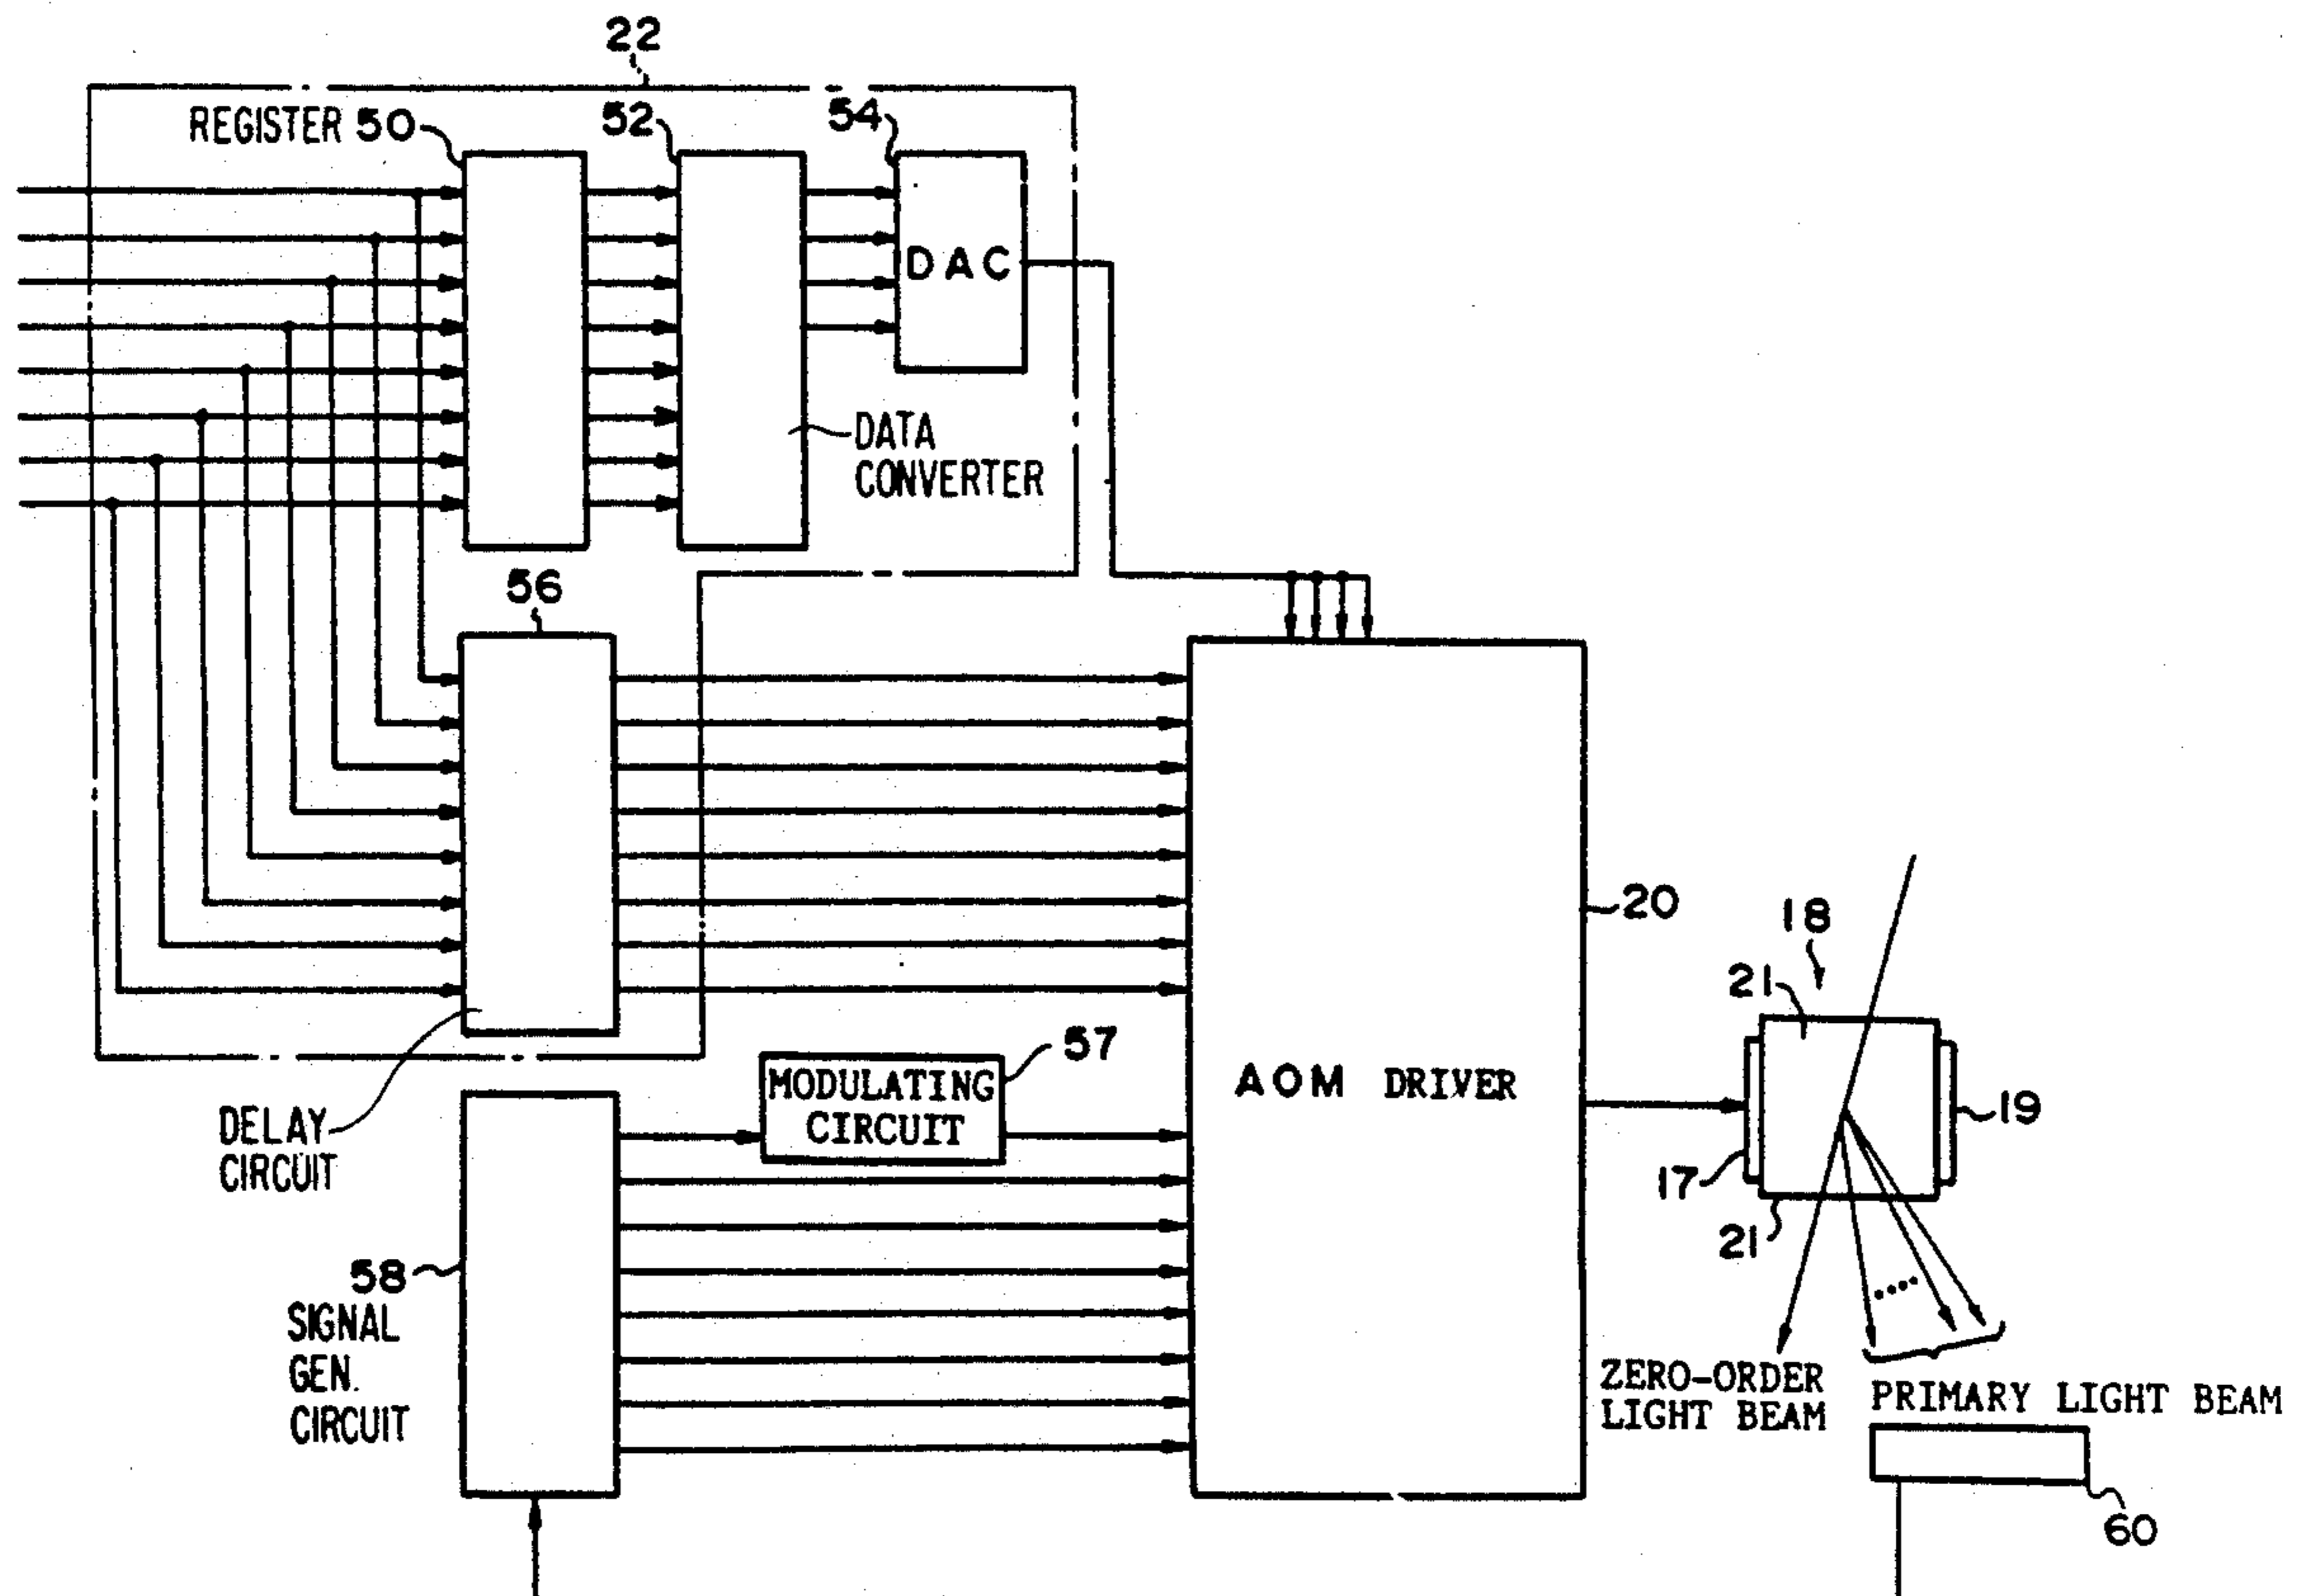 22
REGISTER 50
52
54
DAC
DATA
CONVERTER
56
20
18
21
57
MODULATING
CIRCUIT
AOM DRIVER
19
DELAY
CIRCUIT
17
21
58
SIGNAL
GEN.
CIRCUIT
ZERO-ORDER
LIGHT BEAM
PRIMARY LIGHT BEAM
60